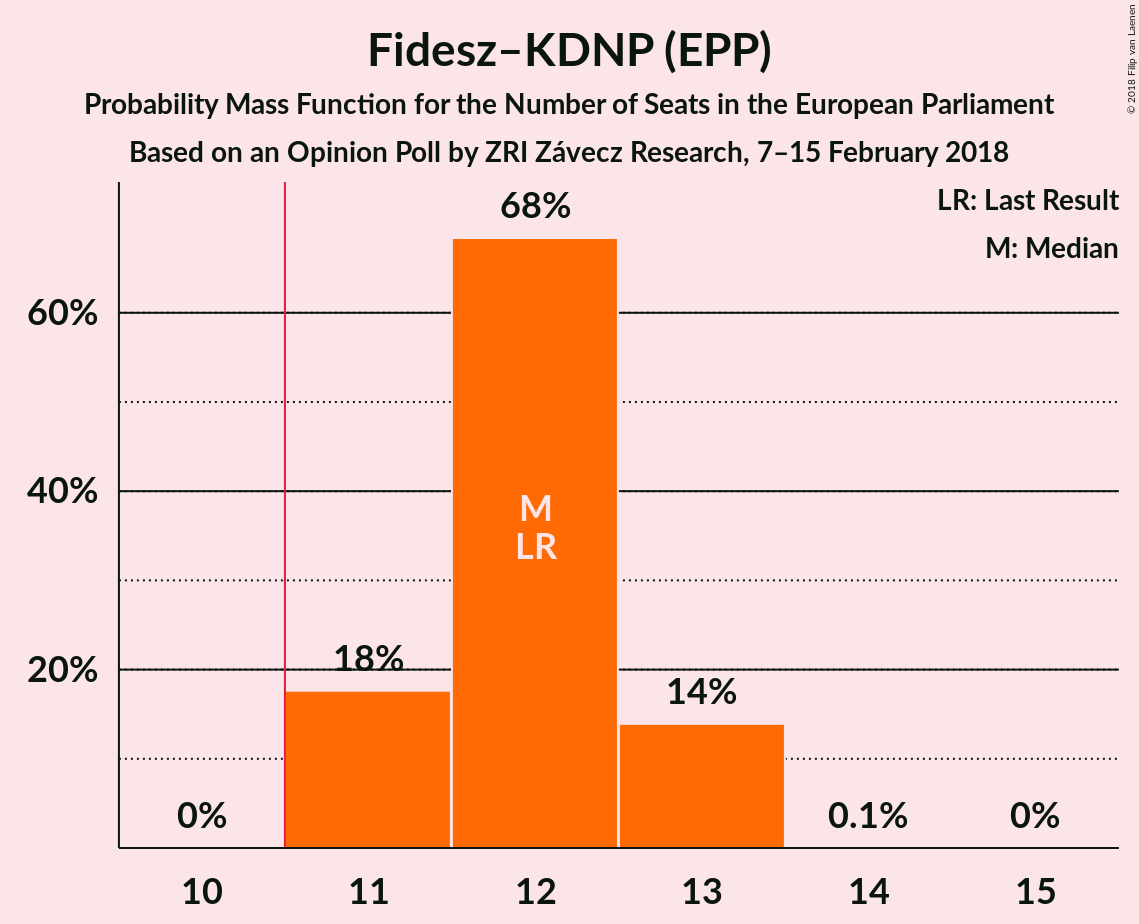 Fidesz–KDNP (EPP)
Probability Mass Function for the Number of Seats in the European Parliament
Based on an Opinion Poll by ZRI Závecz Research, 7–15 February 2018
© 2018 Filip van Laenen
LR: Last Result
M: Median
68%
60%
40%
M
LR
20%
18%
14%
0%
0.1%
0%
10 11 12 13 14 15